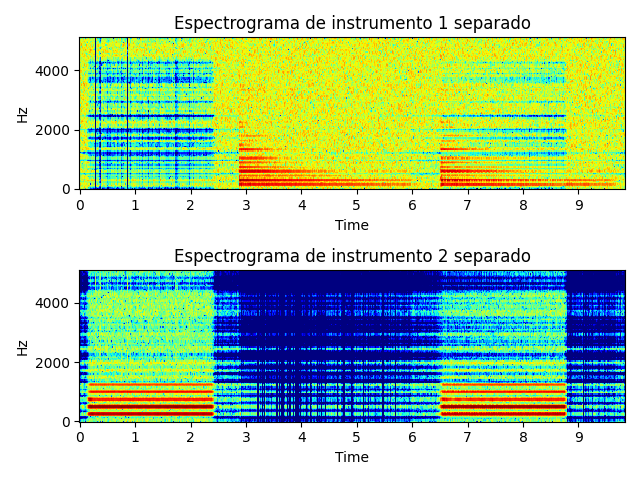 Espectrograma de instrumento 1 separado
4000
2000
0
Hz
0 1 2 3 4 5 6 7 8 9
Time
Espectrograma de instrumento 2 separado
4000
2000
0
Hz
0 1 2 3 4 5 6 7 8 9
Time